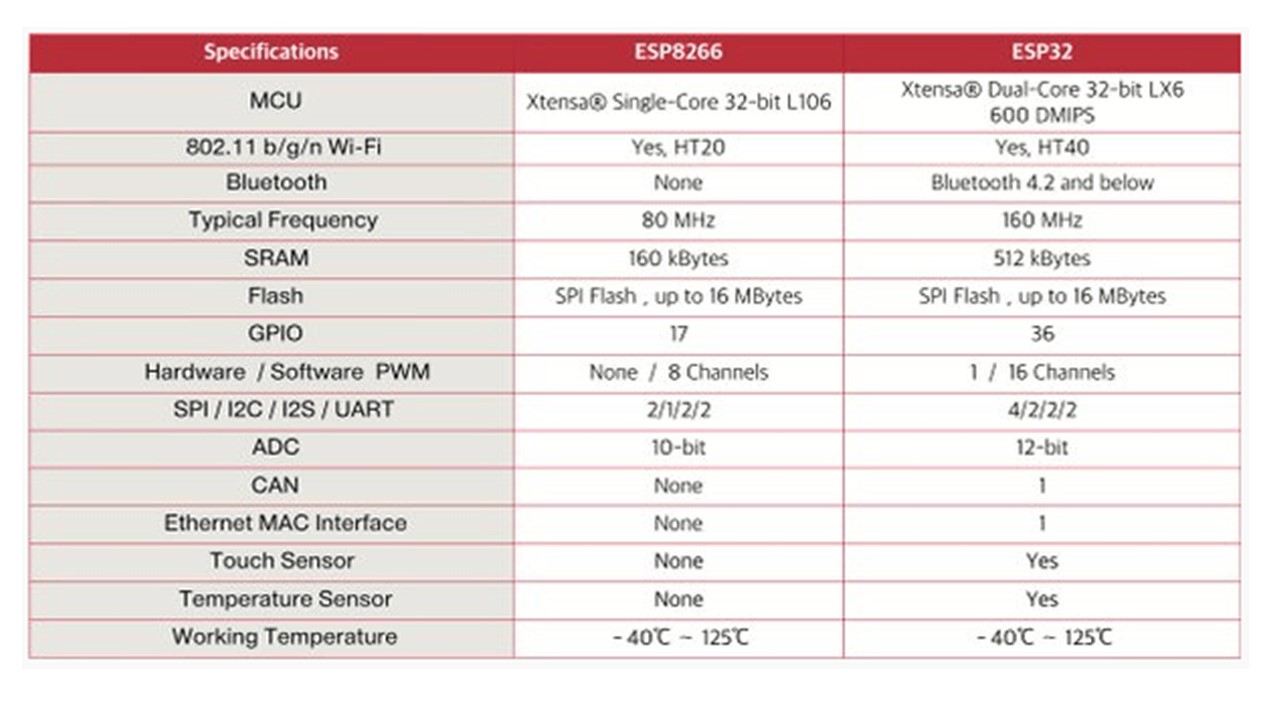 Specifications ESP8266 ESP32
MCU Xtensa® Single-Core 32-bit L106 Xtensa® Dual-Core 32-bit LX6
600 DMIPS
802.11 b/g/n Wi-Fi Yes, HT20 Yes, HT40
Bluetooth None Bluetooth 4.2 and below
Typical Frequency 80 MHz 160 MHz
SRAM 160 kBytes 512 kBytes
Flash SPI Flash , up to 16 MBytes SPI Flash , up to 16 MBytes
GPIO 17 36
Hardware / Software PWM None / 8 Channels 1 / 16 Channels
SPI / I2C / I2S / UART 2/1/2/2 4/2/2/2
ADC 10-bit 12-bit
CAN None 1
Ethernet MAC Interface None 1
Touch Sensor None Yes
Temperature Sensor None Yes
Working Temperature - 40℃ ~ 125℃ - 40℃ ~ 125℃